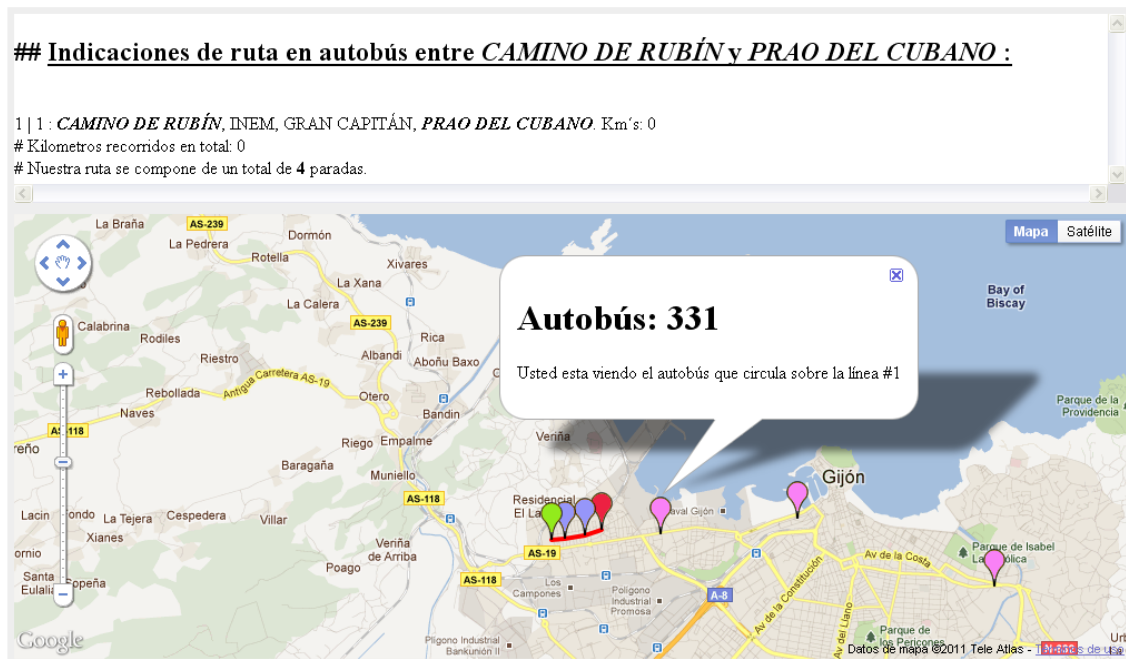 ## Indicaciones de ruta en autobús entre CAMINO DE RUBÍN y PRAO DEL CUBANO :
1 | 1 : CAMINO DE RUBÍN, INEM, GRAN CAPITÁN, PRAO DEL CUBANO. Km´s: 0
# Kilometros recorridos en total: 0
# Nuestra ruta se compone de un total de 4 paradas.
La Braña
AS-239
La Pedrera
Dormón
Rotella
Xivares
La Xana
La Calera
Mapa
Satélite
Bay of
Biscay
Autobús: 331
Usted esta viendo el autobús que circula sobre la línea #1
Calabrina
Rodiles
AS-239
Rica
Riestro
Albandi
Aboñu Baxo
Antigua Carretera AS-19
Rebollada
Otero
Naves
Bandin
Parque de la
Providencia
AS-118
Riego
Empalme
Veriña
Baragaña
Muniello
Gijón
AS-118
Residencial
El
Naval Gijón
Lacin
La Tejera
Cespedera
Villar
Xianes
Veriña
de Arriba
AS-19
Av de la Costa
Parque de Isabel
La Católica
Poago
Santa
Eulalia
AS-118
Los
Campones
Poligono
Industrial
Promosa
A-8
Av de la Constitución
Av del Llano
Parque de
los Pericones
Google
Pligono Industrial
Bankunión II
Datos de mapa ©2011 Tele Atlas - Términos de uso